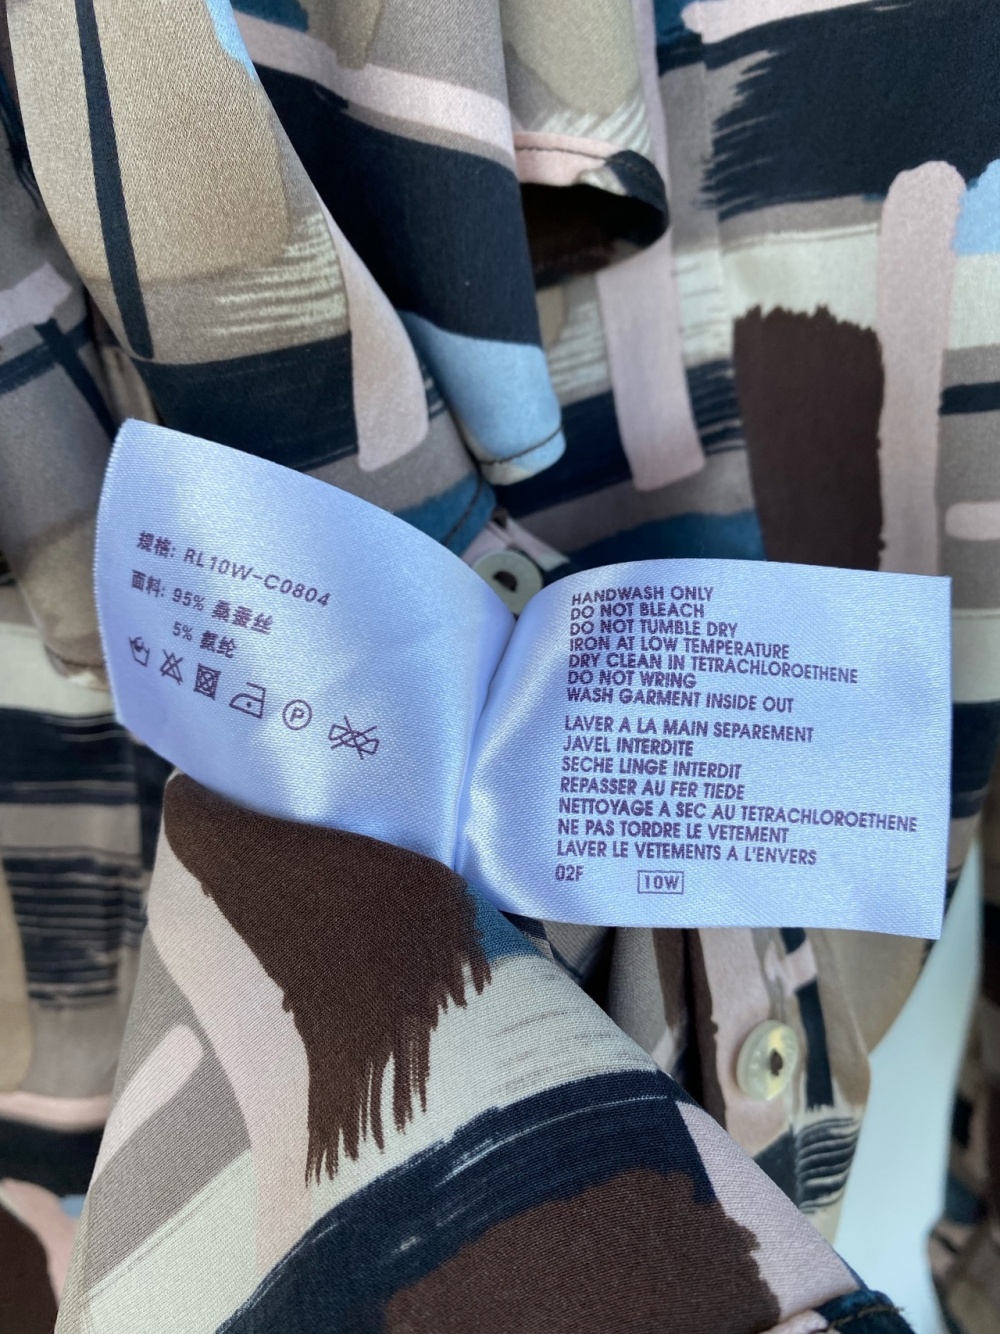 规格: RL10W-C0804
面料: 95% 桑蚕丝
5% 氨纶
P
HANDWASH ONLY
DO NOT BLEACH
DO NOT TUMBLE DRY
IRON AT LOW TEMPERATURE
DRY CLEAN IN TETRACHLOROETHENE
DO NOT WRING
WASH GARMENT INSIDE OUT
LAVER A LA MAIN SEPAREMENT
JAVEL INTERDITE
SECHE LINGE INTERDIT
REPASSER AU FER TIEDE
NETTOYAGE A SEC AU TETRACHLOROETHENE
NE PAS TORDRE LE VETEMENT
LAVER LE VETEMENTS A L'ENVERS
02F 10W